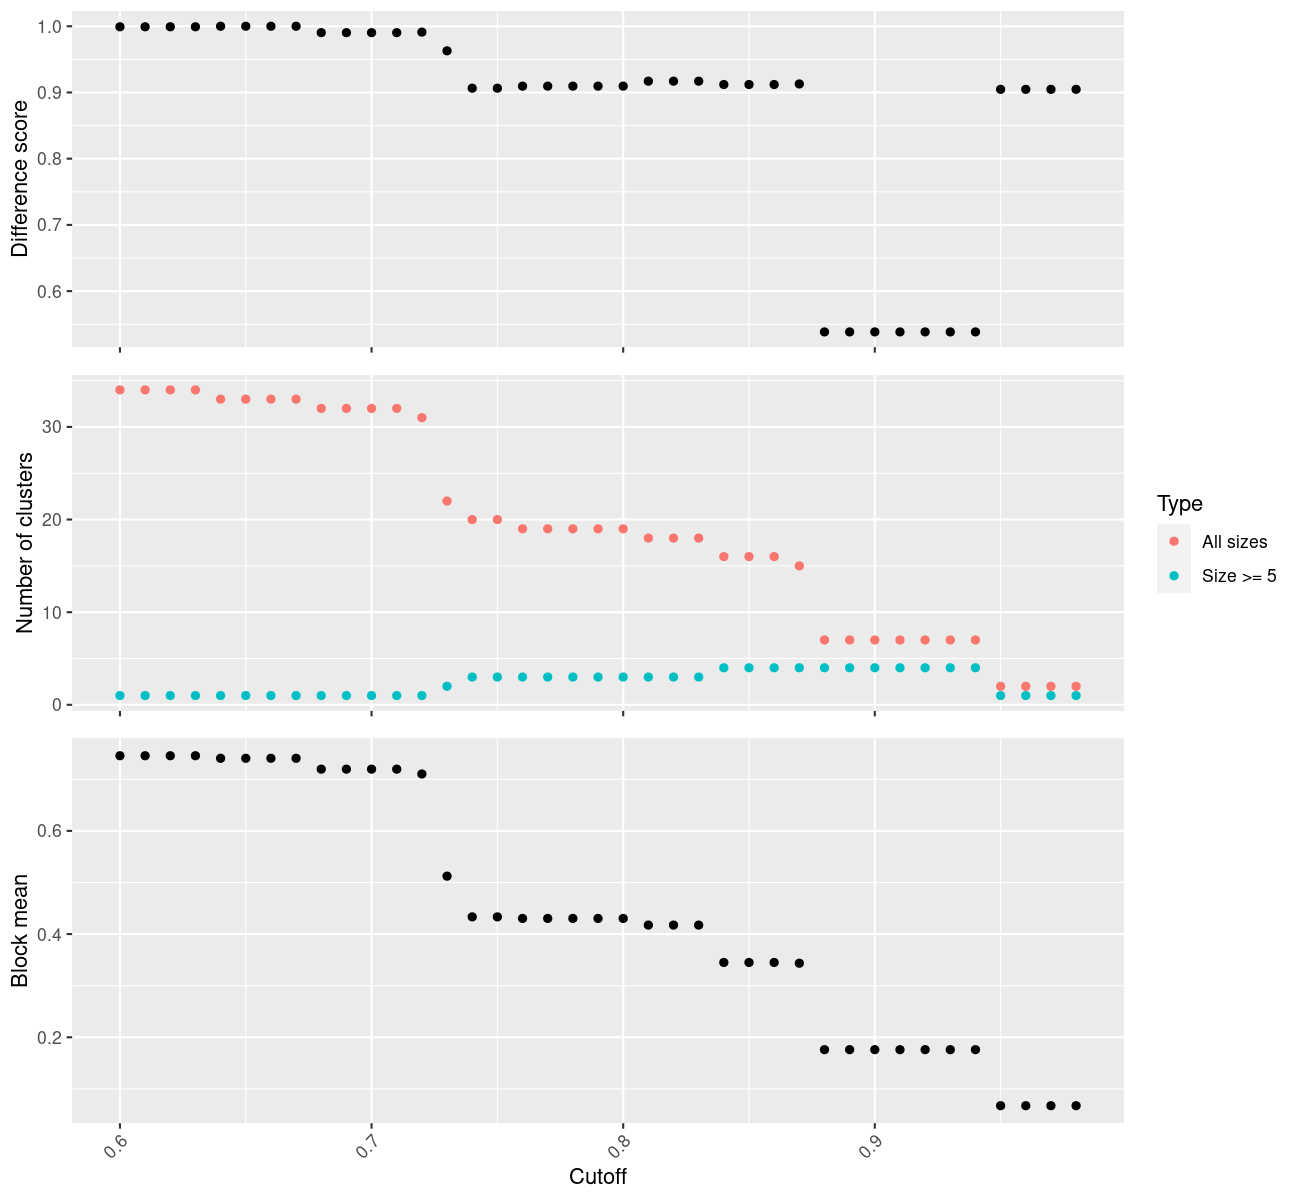 1.0
0.9
0.8
0.7
0.6
Difference score
30
20
10
0
Number of clusters
Type
All sizes
Size >= 5
0.6
0.4
0.2
Block mean
0.6
0.7
0.8
0.9
Cutoff